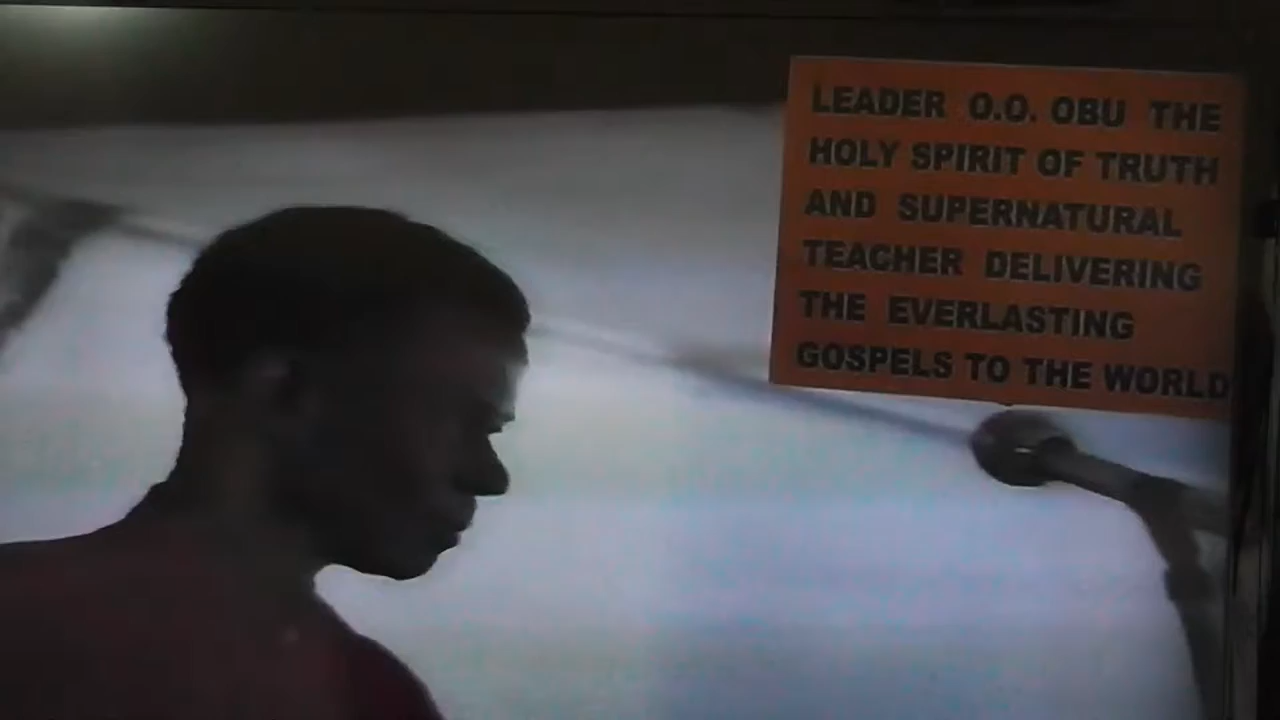 LEADER O.O. OBU THE
HOLY SPIRIT OF TRUTH
AND SUPERNATURAL
TEACHER DELIVERING
THE EVERLASTING
GOSPELS TO THE WORLD